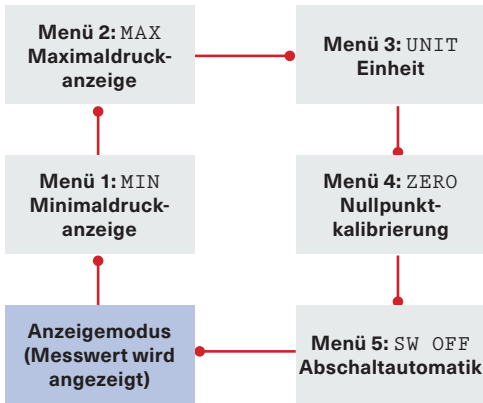 Menü 2: MAX
Maximaldruck-
anzeige
Menü 3: UNIT
Einheit
Menü 1: MIN
Minimaldruck-
anzeige
Menü 4: ZERO
Nullpunkt-
kalibrierung
Anzeigemodus
(Messwert wird
angezeigt)
Menü 5: SW OFF
Abschaltautomatik